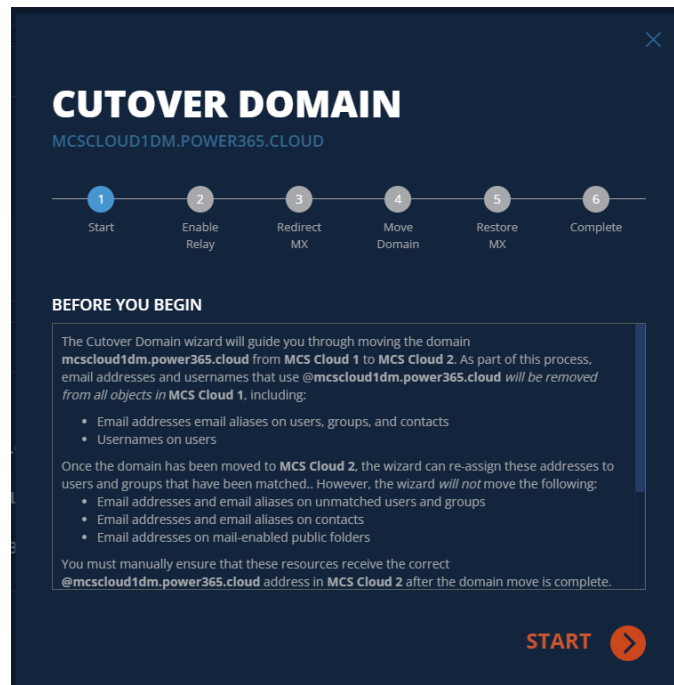 CUTOVER DOMAIN
MCSCLOUD1DM.POWER365.CLOUD
1 2 3 4 5 6
Start Enable Redirect Move Restore Complete
Relay MX Domain MX
BEFORE YOU BEGIN
The Cutover Domain wizard will guide you through moving the domain
mcscloud1dm.power365.cloud from MCS Cloud 1 to MCS Cloud 2. As part of this process,
email addresses and usernames that use @mcscloud1dm.power365.cloud will be removed
from all objects in MCS Cloud 1, including:
• Email addresses email aliases on users, groups, and contacts
• Usernames on users
Once the domain has been moved to MCS Cloud 2, the wizard can re-assign these addresses to
users and groups that have been matched.. However, the wizard will not move the following:
• Email addresses and email aliases on unmatched users and groups
• Email addresses and email aliases on contacts
• Email addresses on mail-enabled public folders
You must manually ensure that these resources receive the correct
@mcscloud1dm.power365.cloud address in MCS Cloud 2 after the domain move is complete.
START